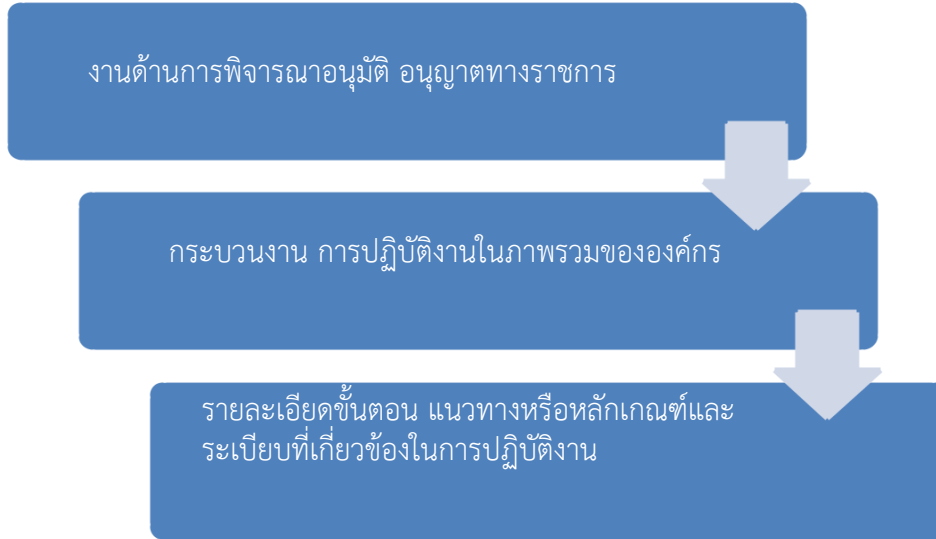 งานด้านการพิจารณาอนุมัติ อนุญาตทางราชการ
กระบวนงาน การปฏิบัติงานในภาพรวมขององค์กร
รายละเอียดขั้นตอน แนวทางหรือหลักเกณฑ์และ
ระเบียบที่เกี่ยวข้องในการปฏิบัติงาน